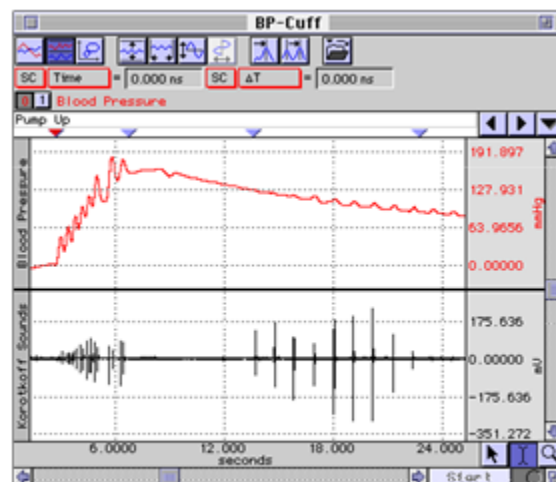 BP-Cuff
SC Time = 0.000 ns SC ΔT = 0.000 ns
0 1 Blood Pressure
Pump Up
Blood Pressure
191.897
127.931
63.9656
0.00000
mmHg
Korotkoff Sounds
175.636
0.00000
-175.636
-351.272
mV
6.0000 12.000 18.000 24.000
seconds
Start